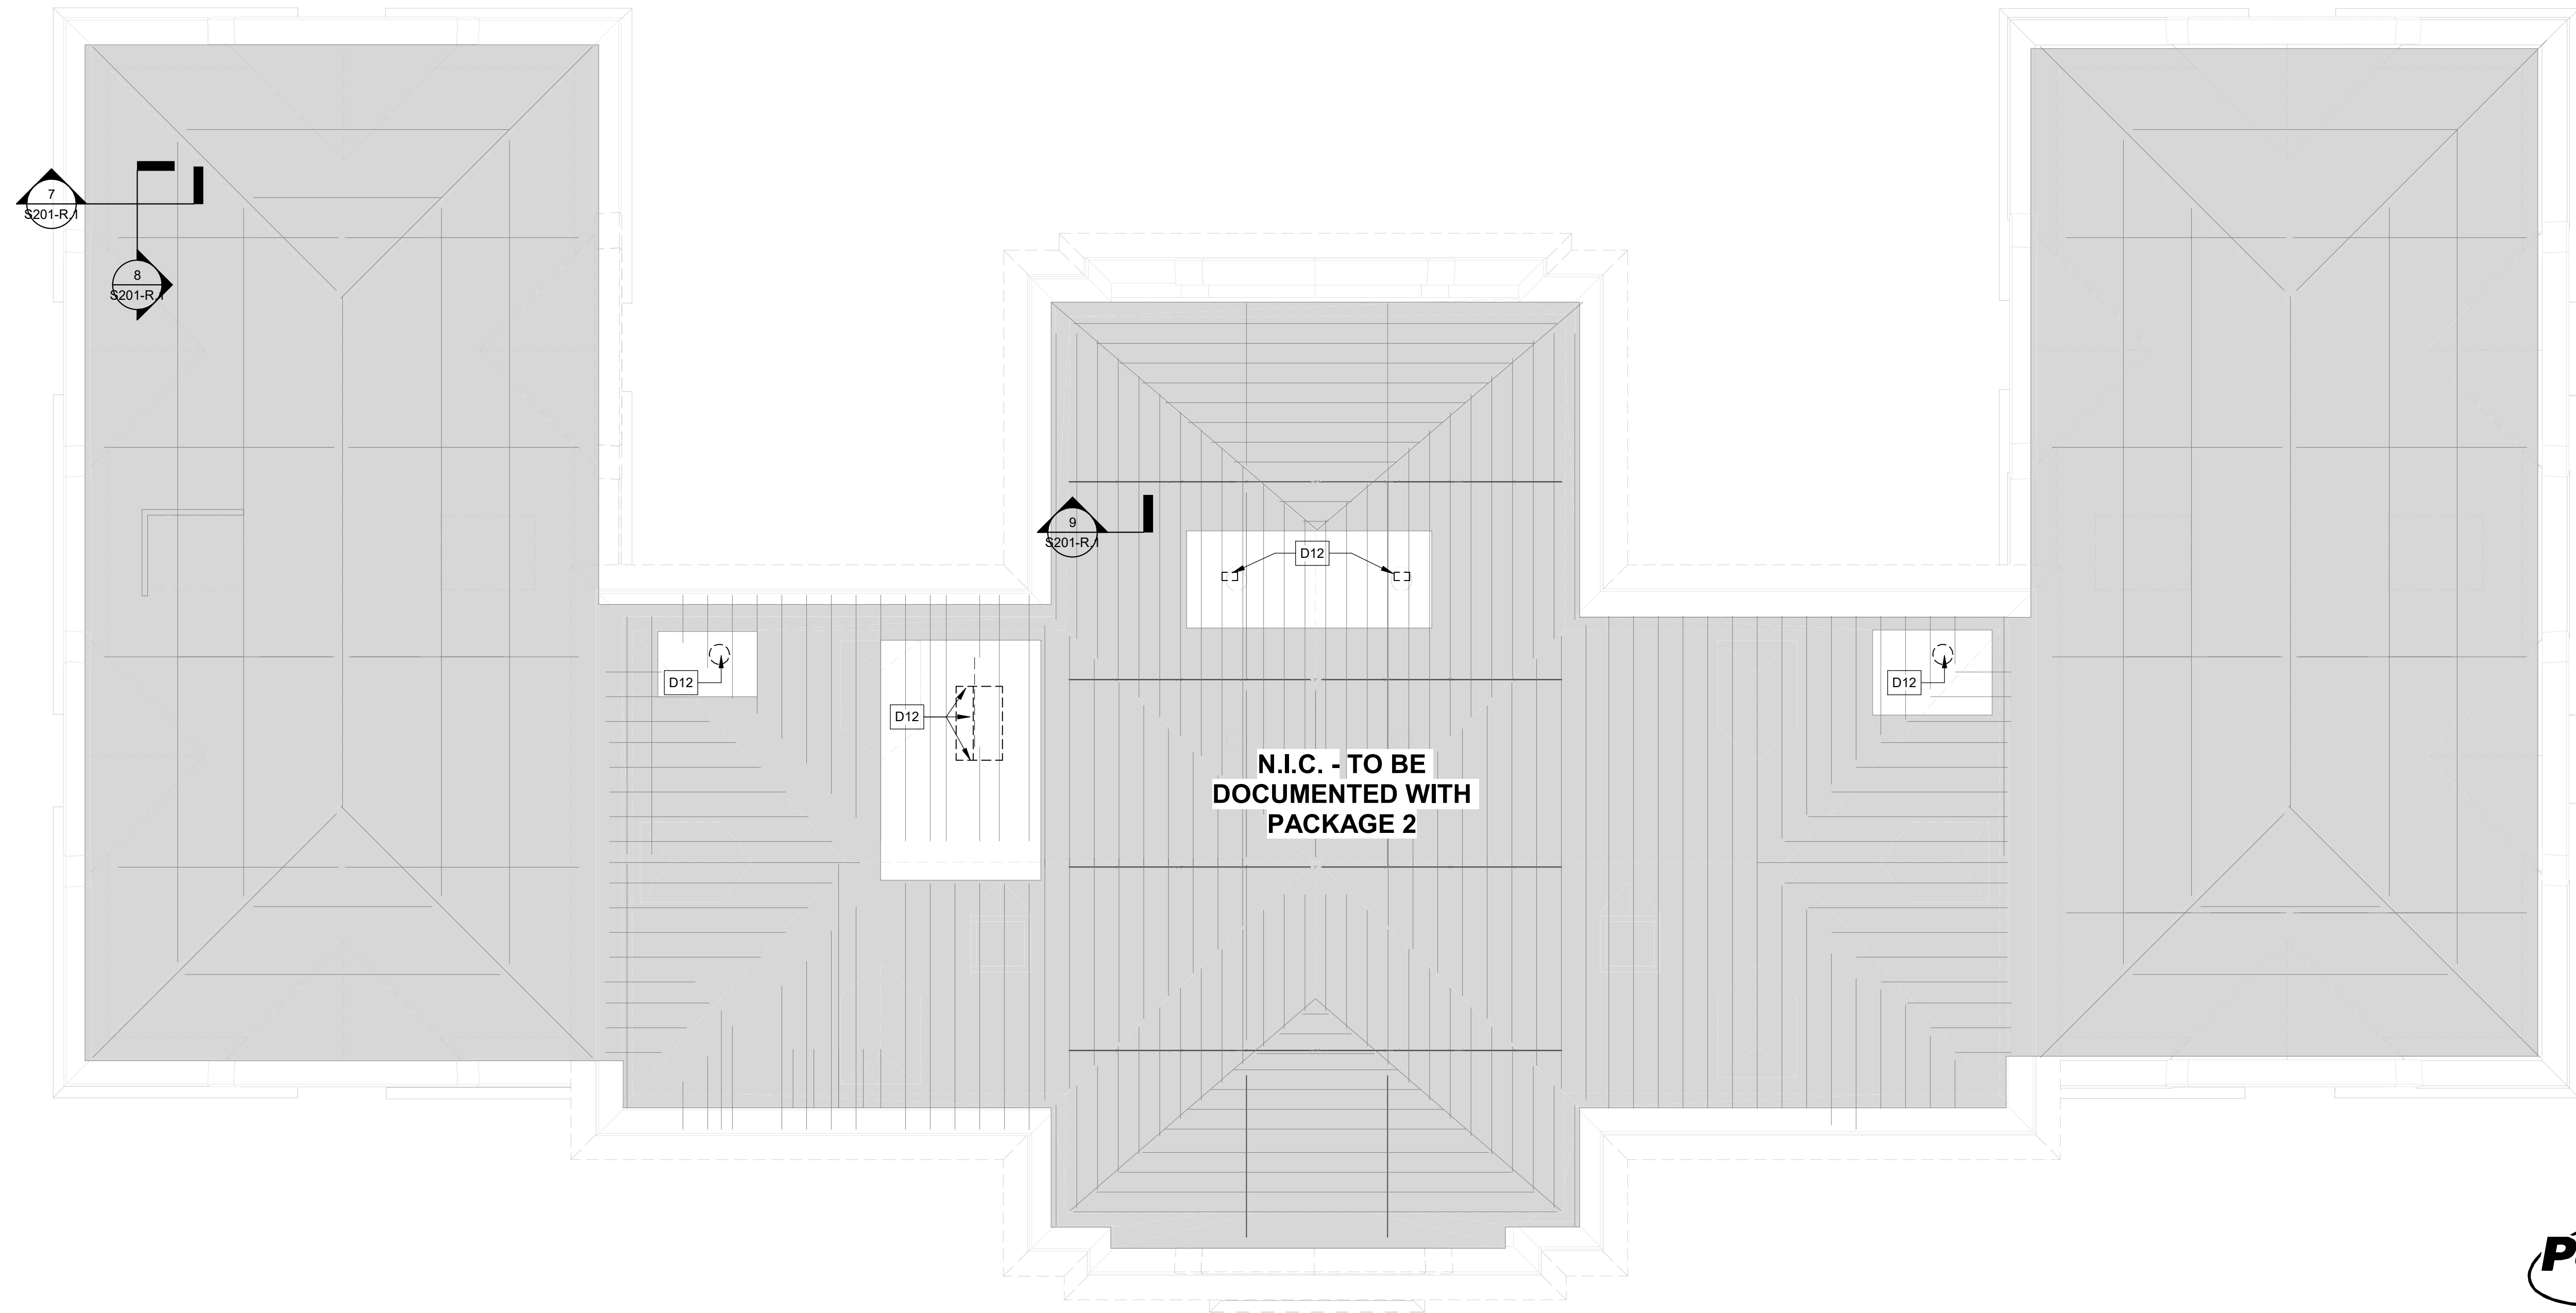 7
S201-R.1
8
S201-R.1
9
S201-R.1
D12
D12
D12
D12
N.I.C. - TO BE
DOCUMENTED WITH
PACKAGE 2